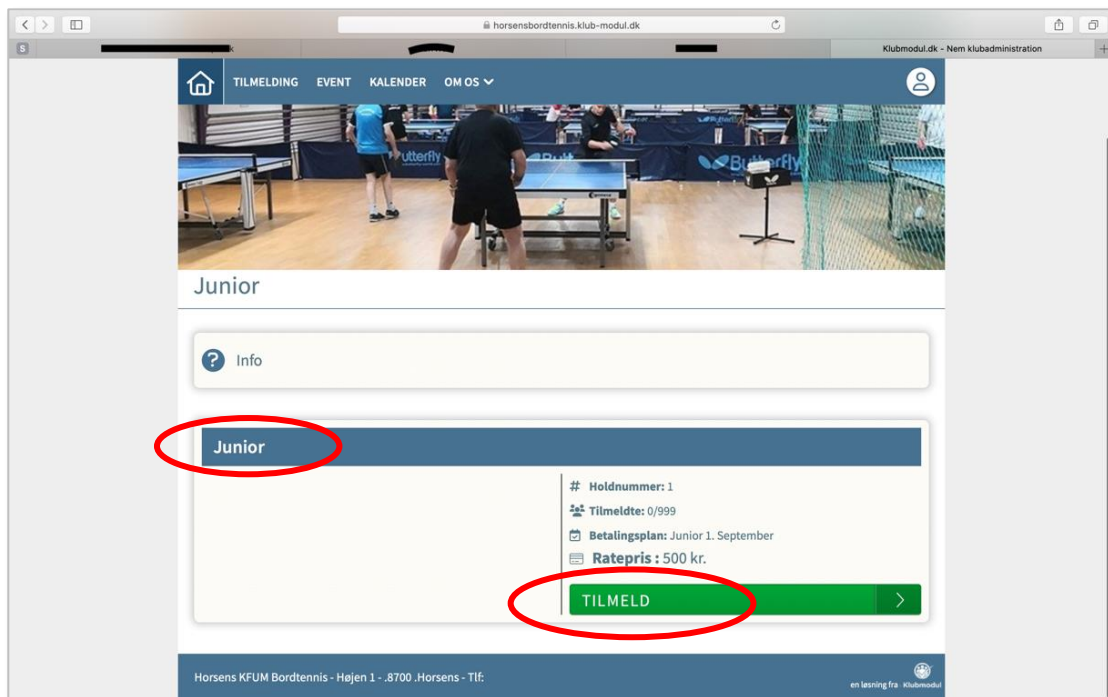 horsensbordtennis.klub-modul.dk
S
Klubmodul.dk - Nem klubadministration
TILMELDING EVENT KALENDER OM OS
Butterfly
Butterfly
Junior
? Info
Junior
# Holdnummer: 1
Tilmeldte: 0/999
Betalingsplan: Junior 1. September
Ratepris : 500 kr.
TILMELD
Horsens KFUM Bordtennis - Højen 1 - .8700 .Horsens - Tlf:
en løsning fra Klubmodul